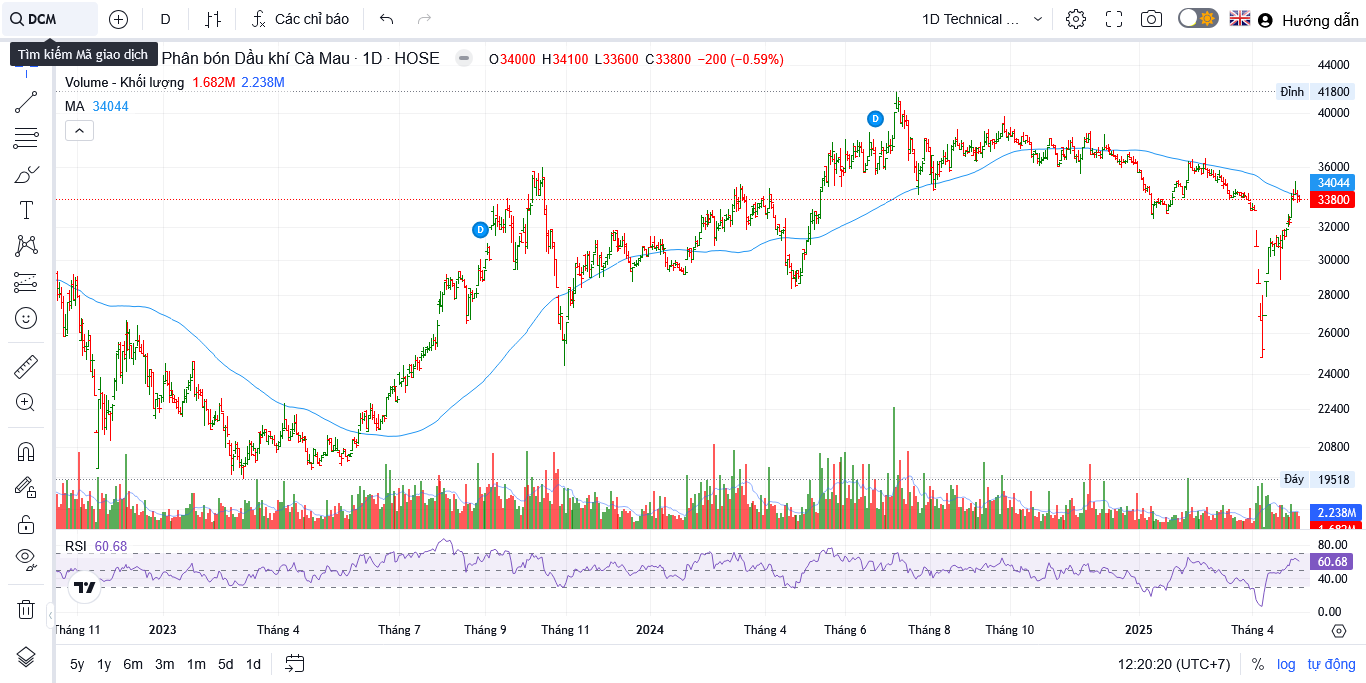 DCM D Các chỉ báo 1D Technical ... Hướng dẫn
Tìm kiếm Mã giao dịch
Phân bón Dầu khí Cà Mau · 1D · HOSE O34000 H34100 L33600 C33800 −200 (−0.59%)
Volume - Khối lượng 1.682M 2.238M
MA 34044
D
D
T
44000
Đỉnh 41800
40000
36000
34044
33800
32000
30000
28000
26000
24000
22400
20800
Đáy 19518
2.238M
1.682M
RSI 60.68
80.00
60.68
40.00
0.00
Tháng 11 2023 Tháng 4 Tháng 7 Tháng 9 Tháng 11 2024 Tháng 4 Tháng 6 Tháng 8 Tháng 10 2025 Tháng 4
5y 1y 6m 3m 1m 5d 1d 12:20:20 (UTC+7) % log tự động